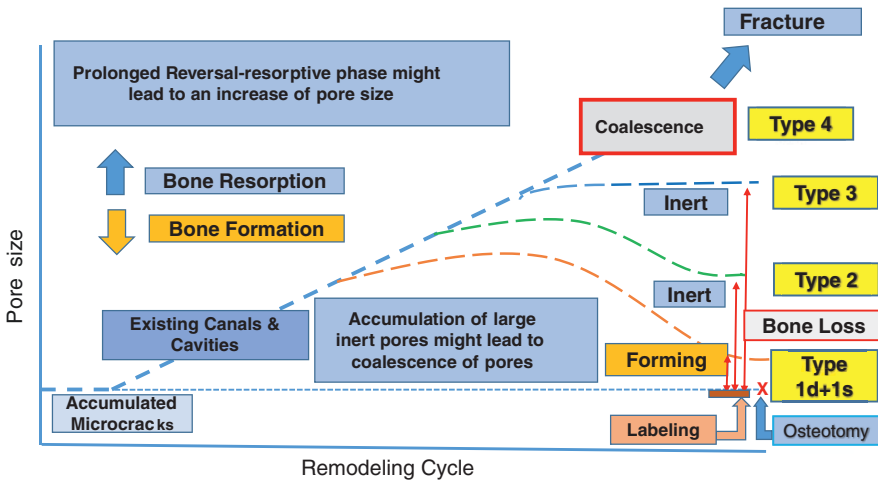 Fracture
Prolonged Reversal-resorptive phase might
lead to an increase of pore size
Coalescence
Type 4
Bone Resorption
Type 3
Inert
Bone Formation
Type 2
Inert
Pore size
Existing Canals &
Cavities
Accumulation of large
inert pores might lead to
coalescence of pores
Bone Loss
Forming
Type
1d+1s
X
Accumulated
Microcracks
Labeling
Osteotomy
Remodeling Cycle